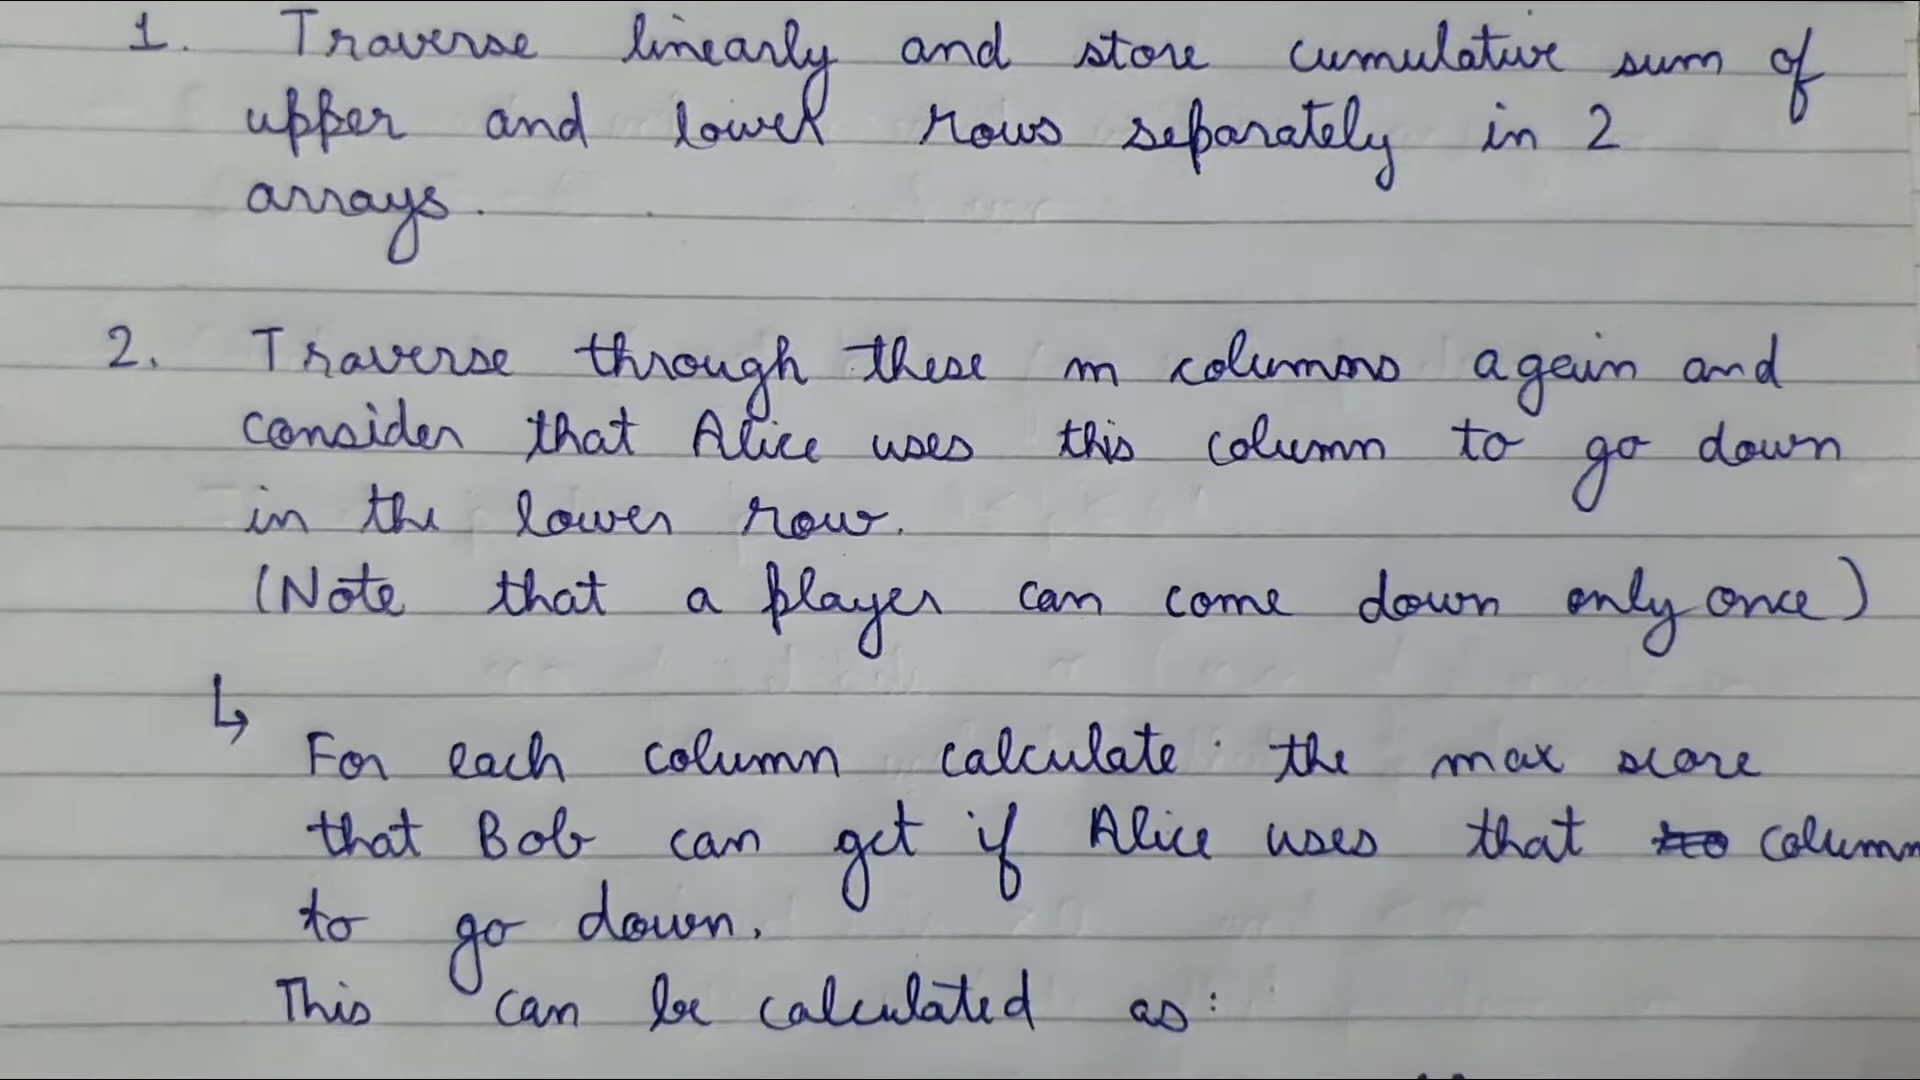 1. Traverse linearly and store cumulative sum of
upper and lower rows separately in 2
arrays.
2. Traverse through these m columns again and
consider that Alice uses this column to go down
in the lower row.
(Note that a player can come down only once)
↳
For each column calculate the max score
that Bob can get if Alice uses that column
to go down.
This can be calculated as: